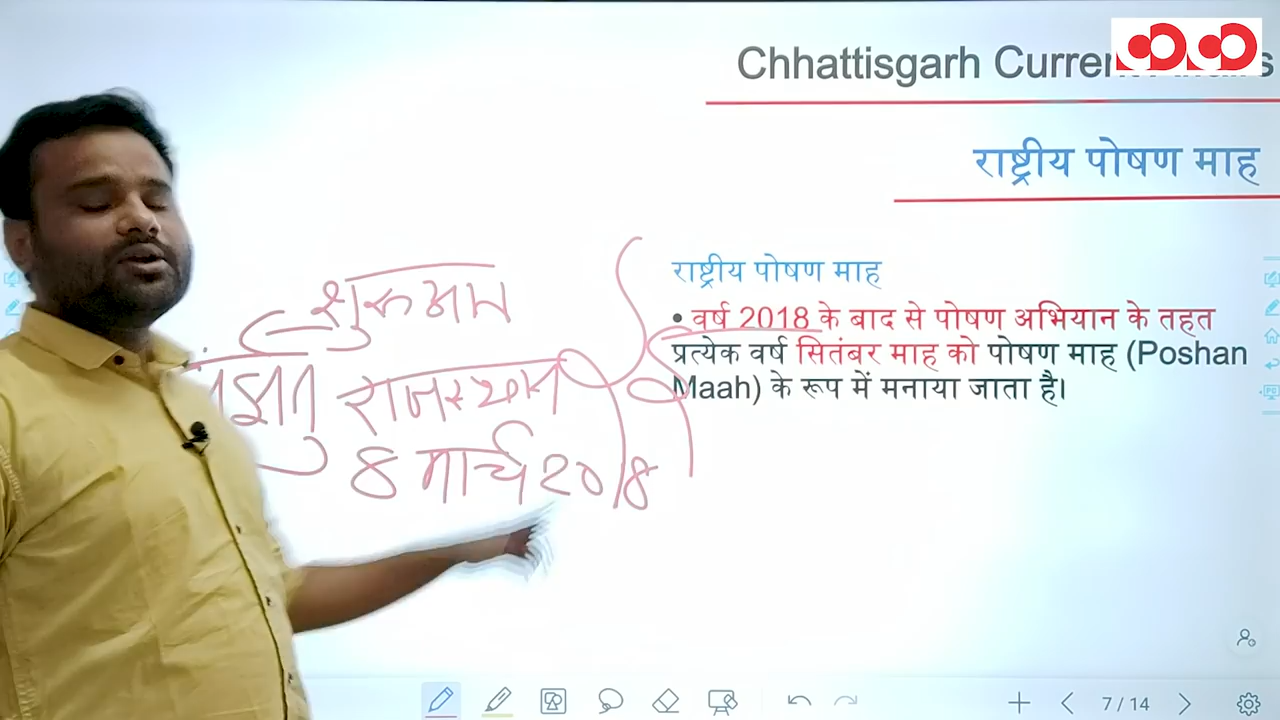 Chhattisgarh Current
राष्ट्रीय पोषण माह
राष्ट्रीय पोषण माह
• वर्ष 2018 के बाद से पोषण अभियान के तहत
प्रत्येक वर्ष सितंबर माह को पोषण माह (Poshan
Maah) के रूप में मनाया जाता है।
शुरुआत
राजस्थान
8 मार्च 2018
7 / 14